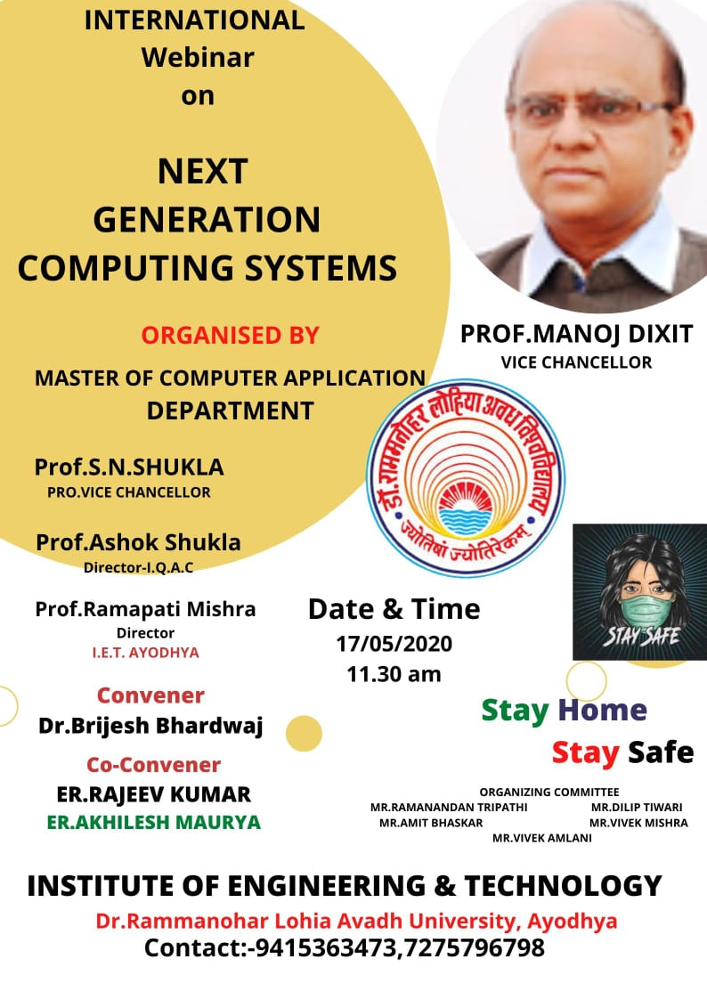 INTERNATIONAL
Webinar
on
NEXT
GENERATION
COMPUTING SYSTEMS
ORGANISED BY
MASTER OF COMPUTER APPLICATION
DEPARTMENT
PROF.MANOJ DIXIT
VICE CHANCELLOR
Prof.S.N.SHUKLA
PRO.VICE CHANCELLOR
Prof.Ashok Shukla
Director-I.Q.A.C
Prof.Ramapati Mishra
Director
I.E.T. AYODHYA
डॉ. राममनोहर लोहिया अवध विश्वविद्यालय
ज्योतिषां ज्योतिरेकम्
STAY SAFE
Date & Time
17/05/2020
11.30 am
Convener
Dr.Brijesh Bhardwaj
Co-Convener
ER.RAJEEV KUMAR
ER.AKHILESH MAURYA
Stay Home
Stay Safe
ORGANIZING COMMITTEE
MR.RAMANANDAN TRIPATHI MR.DILIP TIWARI
MR.AMIT BHASKAR MR.VIVEK MISHRA
MR.VIVEK AMLANI
INSTITUTE OF ENGINEERING & TECHNOLOGY
Dr.Rammanohar Lohia Avadh University, Ayodhya
Contact:-9415363473,7275796798